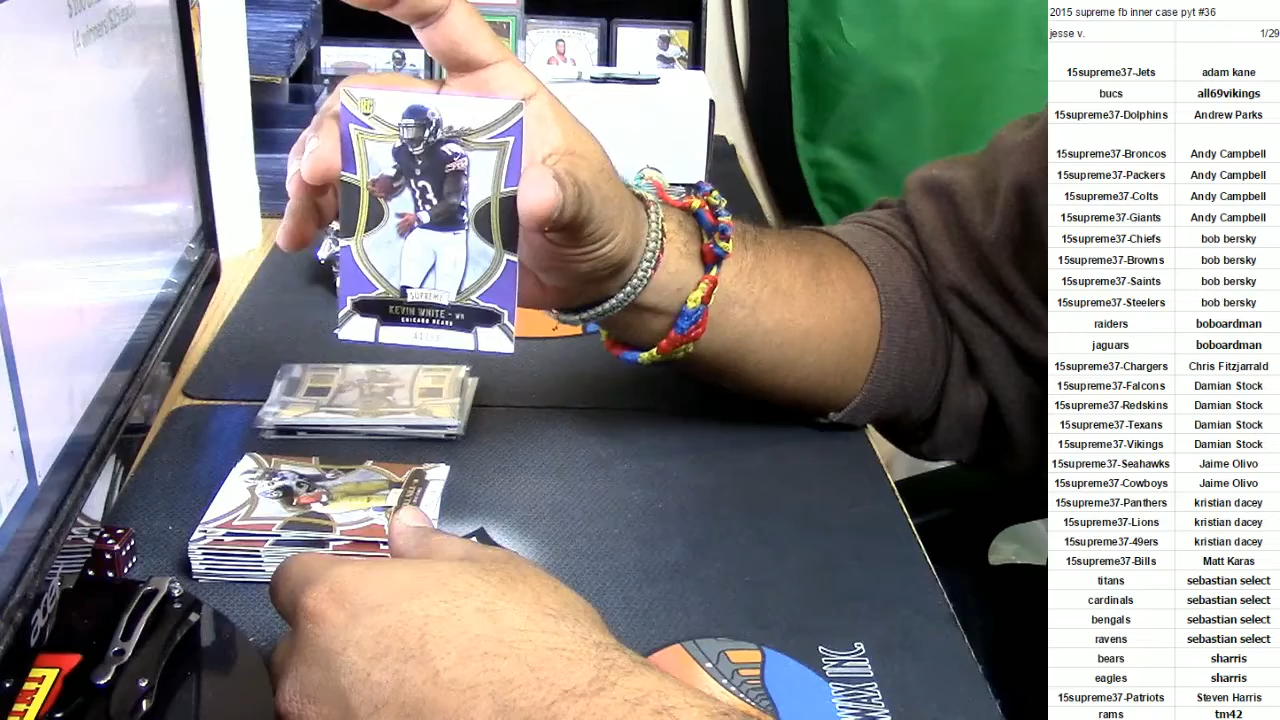 2015 supreme fb inner case pyt #36
jesse v. 1/29
15supreme37-Jets adam kane
bucs all69vikings
15supreme37-Dolphins Andrew Parks
15supreme37-Broncos Andy Campbell
15supreme37-Packers Andy Campbell
15supreme37-Colts Andy Campbell
15supreme37-Giants Andy Campbell
15supreme37-Chiefs bob bersky
15supreme37-Browns bob bersky
15supreme37-Saints bob bersky
15supreme37-Steelers bob bersky
raiders boboardman
jaguars boboardman
15supreme37-Chargers Chris Fitzjarrald
15supreme37-Falcons Damian Stock
15supreme37-Redskins Damian Stock
15supreme37-Texans Damian Stock
15supreme37-Vikings Damian Stock
15supreme37-Seahawks Jaime Olivo
15supreme37-Cowboys Jaime Olivo
15supreme37-Panthers kristian dacey
15supreme37-Lions kristian dacey
15supreme37-49ers kristian dacey
15supreme37-Bills Matt Karas
titans sebastian select
cardinals sebastian select
bengals sebastian select
ravens sebastian select
bears sharris
eagles sharris
15supreme37-Patriots Steven Harris
rams tm42
RC
13
SUPREME
KEVIN WHITE - WR
CHICAGO BEARS
acer
WAX INC